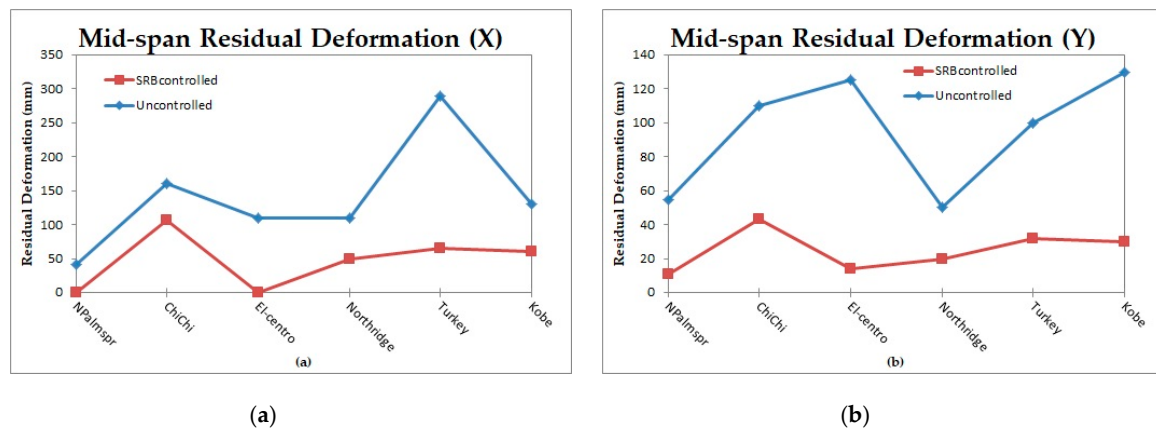 Mid-span Residual Deformation (X)
350
300
250
200
150
100
50
0
Residual Deformation (mm)
SRBcontrolled
Uncontrolled
NPalmspr
ChiChi
El-centro
Northridge
Turkey
Kobe
(a)
Mid-span Residual Deformation (Y)
140
120
100
80
60
40
20
0
Residual Deformation (mm)
SRBcontrolled
Uncontrolled
NPalmspr
ChiChi
El-centro
Northridge
Turkey
Kobe
(b)
(a)
(b)